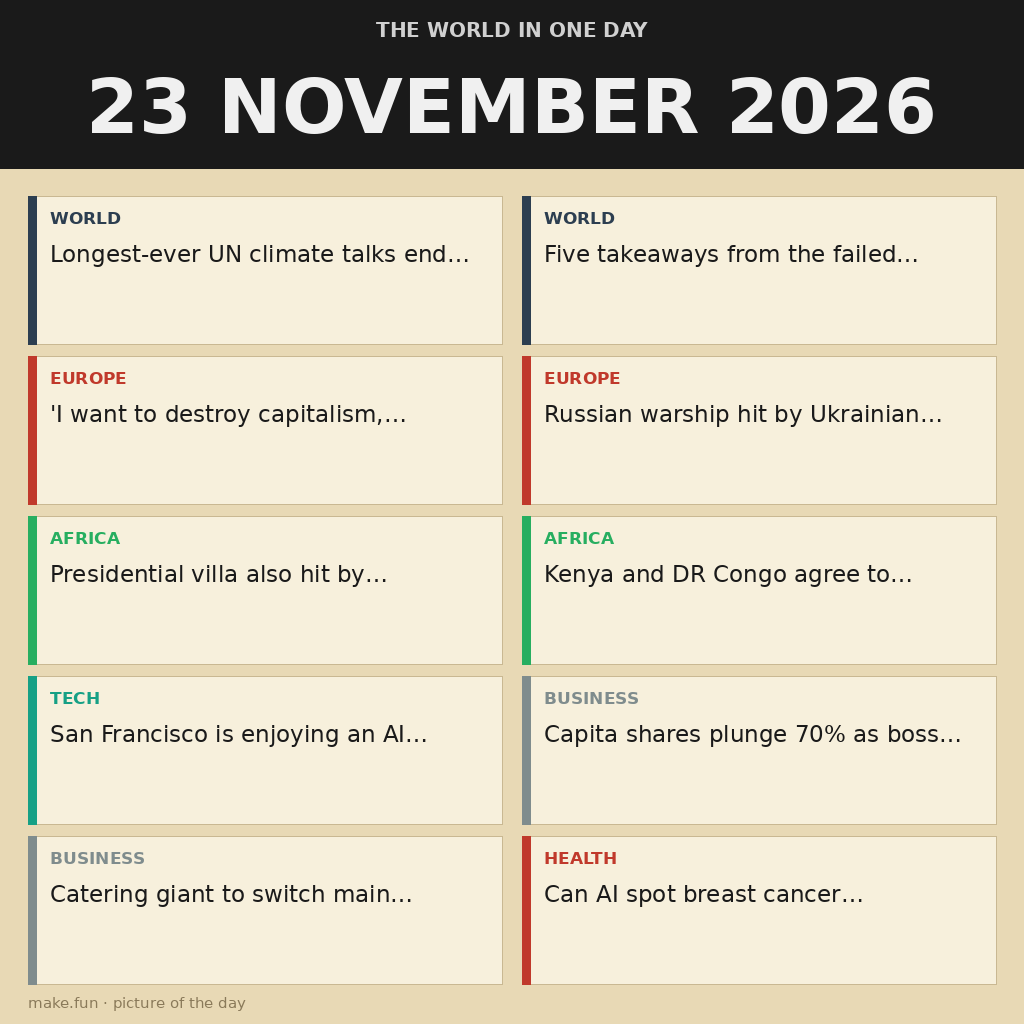 THE WORLD IN ONE DAY
23 NOVEMBER 2026
WORLD
Longest-ever UN climate talks end…
WORLD
Five takeaways from the failed…
EUROPE
'I want to destroy capitalism,…
EUROPE
Russian warship hit by Ukrainian…
AFRICA
Presidential villa also hit by…
AFRICA
Kenya and DR Congo agree to…
TECH
San Francisco is enjoying an AI…
BUSINESS
Capita shares plunge 70% as boss…
BUSINESS
Catering giant to switch main…
HEALTH
Can AI spot breast cancer…
make.fun · picture of the day